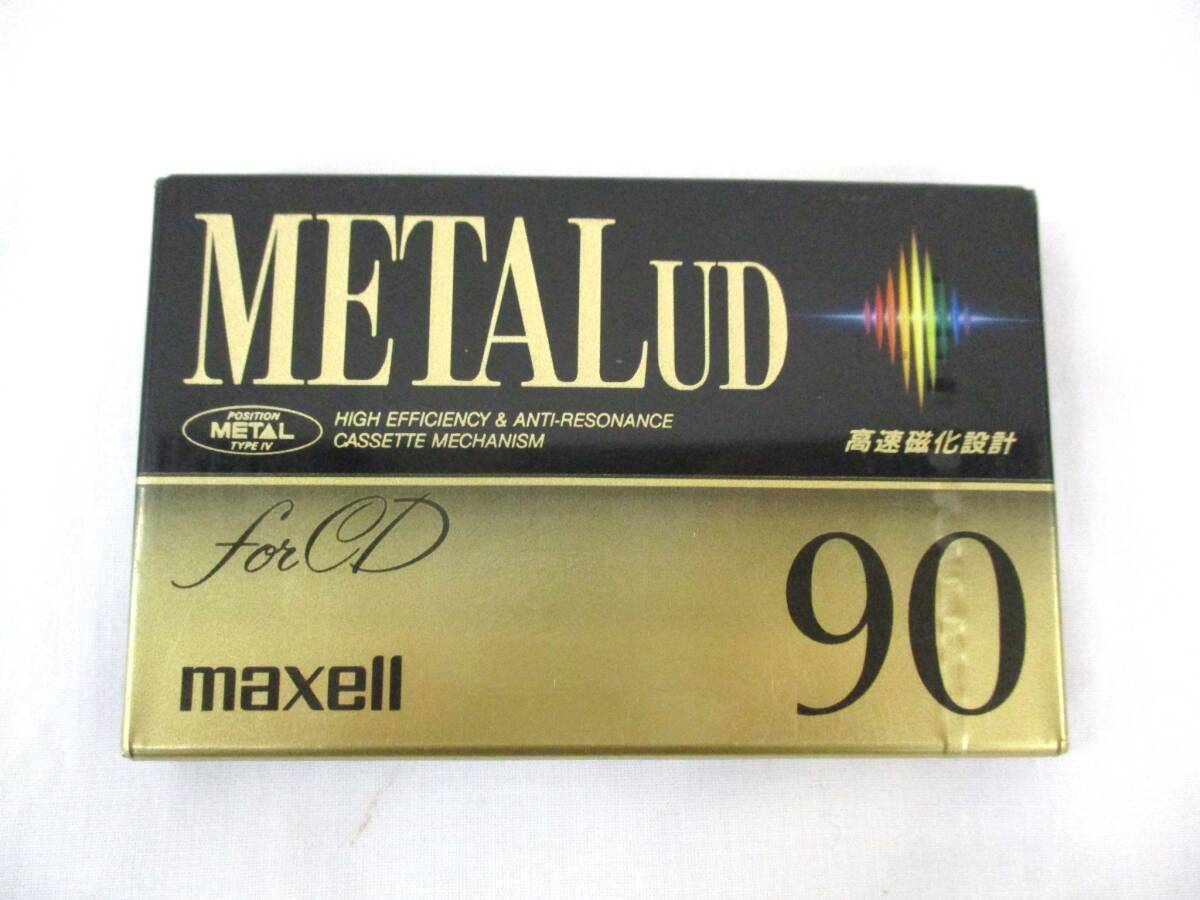 METAL UD
POSITION
METAL
TYPE IV
HIGH EFFICIENCY & ANTI-RESONANCE
CASSETTE MECHANISM
高速磁化設計
for CD
90
maxell